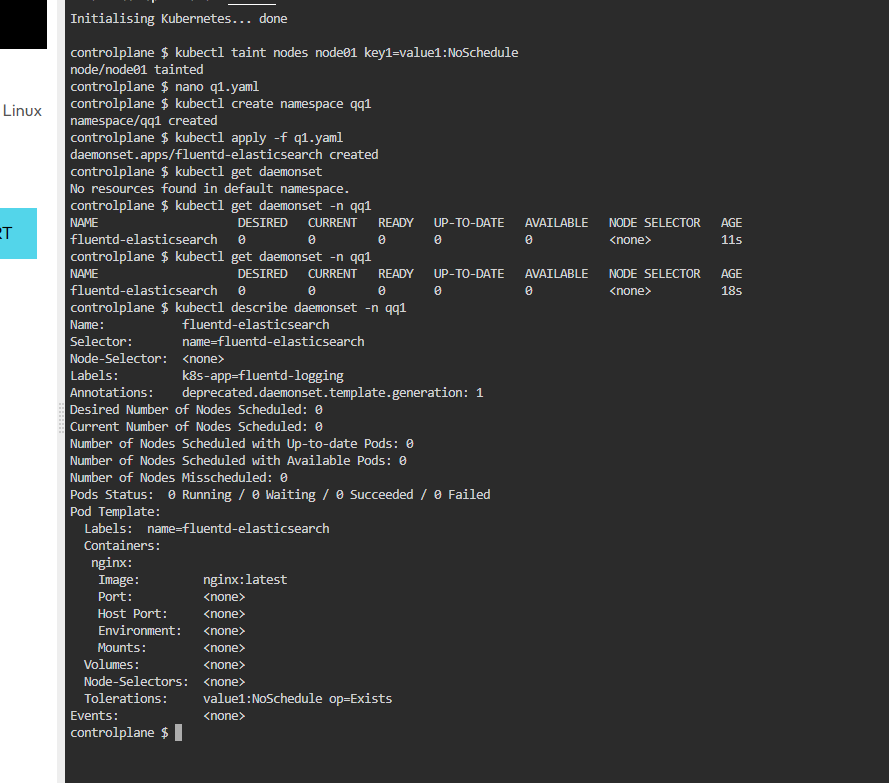 Initialising Kubernetes... done
controlplane $ kubectl taint nodes node01 key1=value1:NoSchedule
node/node01 tainted
controlplane $ nano q1.yaml
Linux
controlplane $ kubectl create namespace qq1
namespace/qq1 created
controlplane $ kubectl apply -f q1.yaml
daemonset.apps/fluentd-elasticsearch created
controlplane $ kubectl get daemonset
No resources found in default namespace.
controlplane $ kubectl get daemonset -n qq1
NAME DESIRED CURRENT READY UP-TO-DATE AVAILABLE NODE SELECTOR AGE
RT
fluentd-elasticsearch 0 0 0 0 0 <none> 11s
controlplane $ kubectl get daemonset -n qq1
NAME DESIRED CURRENT READY UP-TO-DATE AVAILABLE NODE SELECTOR AGE
fluentd-elasticsearch 0 0 0 0 0 <none> 18s
controlplane $ kubectl describe daemonset -n qq1
Name: fluentd-elasticsearch
Selector: name=fluentd-elasticsearch
Node-Selector: <none>
Labels: k8s-app=fluentd-logging
Annotations: deprecated.daemonset.template.generation: 1
Desired Number of Nodes Scheduled: 0
Current Number of Nodes Scheduled: 0
Number of Nodes Scheduled with Up-to-date Pods: 0
Number of Nodes Scheduled with Available Pods: 0
Number of Nodes Misscheduled: 0
Pods Status: 0 Running / 0 Waiting / 0 Succeeded / 0 Failed
Pod Template:
Labels: name=fluentd-elasticsearch
Containers:
nginx:
Image: nginx:latest
Port: <none>
Host Port: <none>
Environment: <none>
Mounts: <none>
Volumes: <none>
Node-Selectors: <none>
Tolerations: value1:NoSchedule op=Exists
Events: <none>
controlplane $